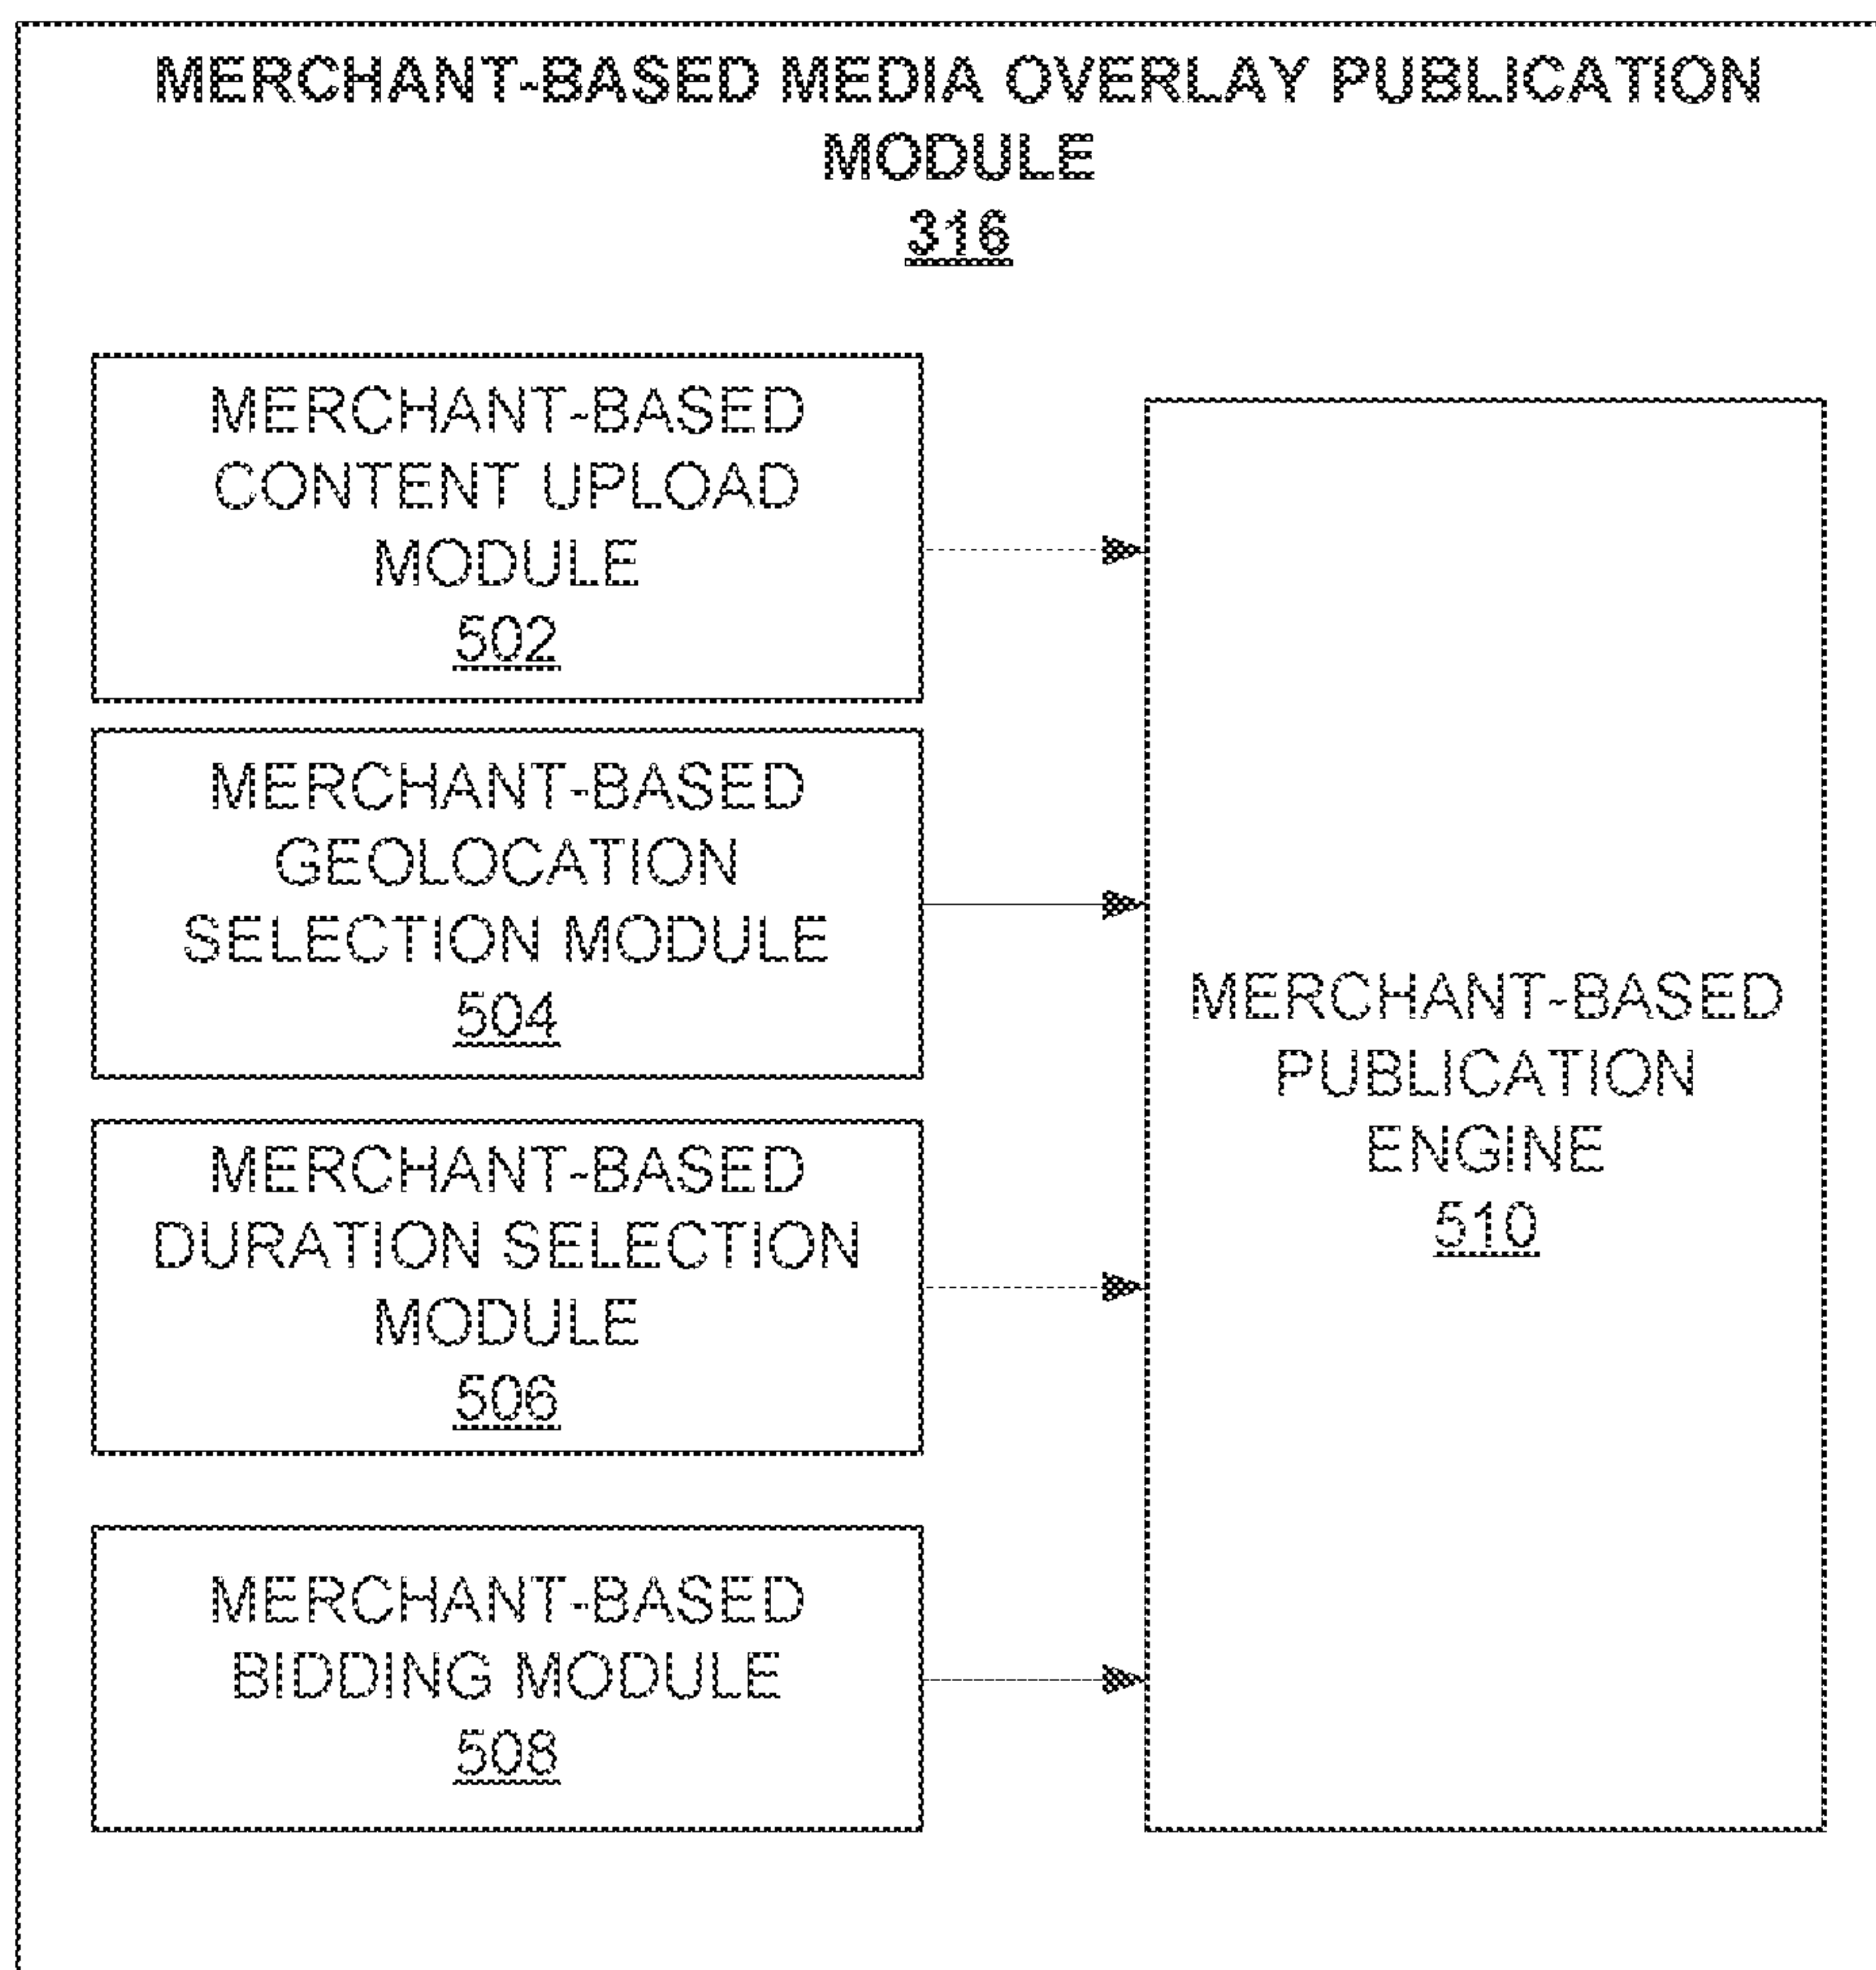 MERCHANT-BASED MEDIA OVERLAY PUBLICATION
MODULE
316
MERCHANT-BASED
CONTENT UPLOAD
MODULE
502
MERCHANT-BASED
GEOLOCATION
SELECTION MODULE
504
MERCHANT-BASED
DURATION SELECTION
MODULE
506
MERCHANT-BASED
BIDDING MODULE
508
MERCHANT-BASED
PUBLICATION
ENGINE
510